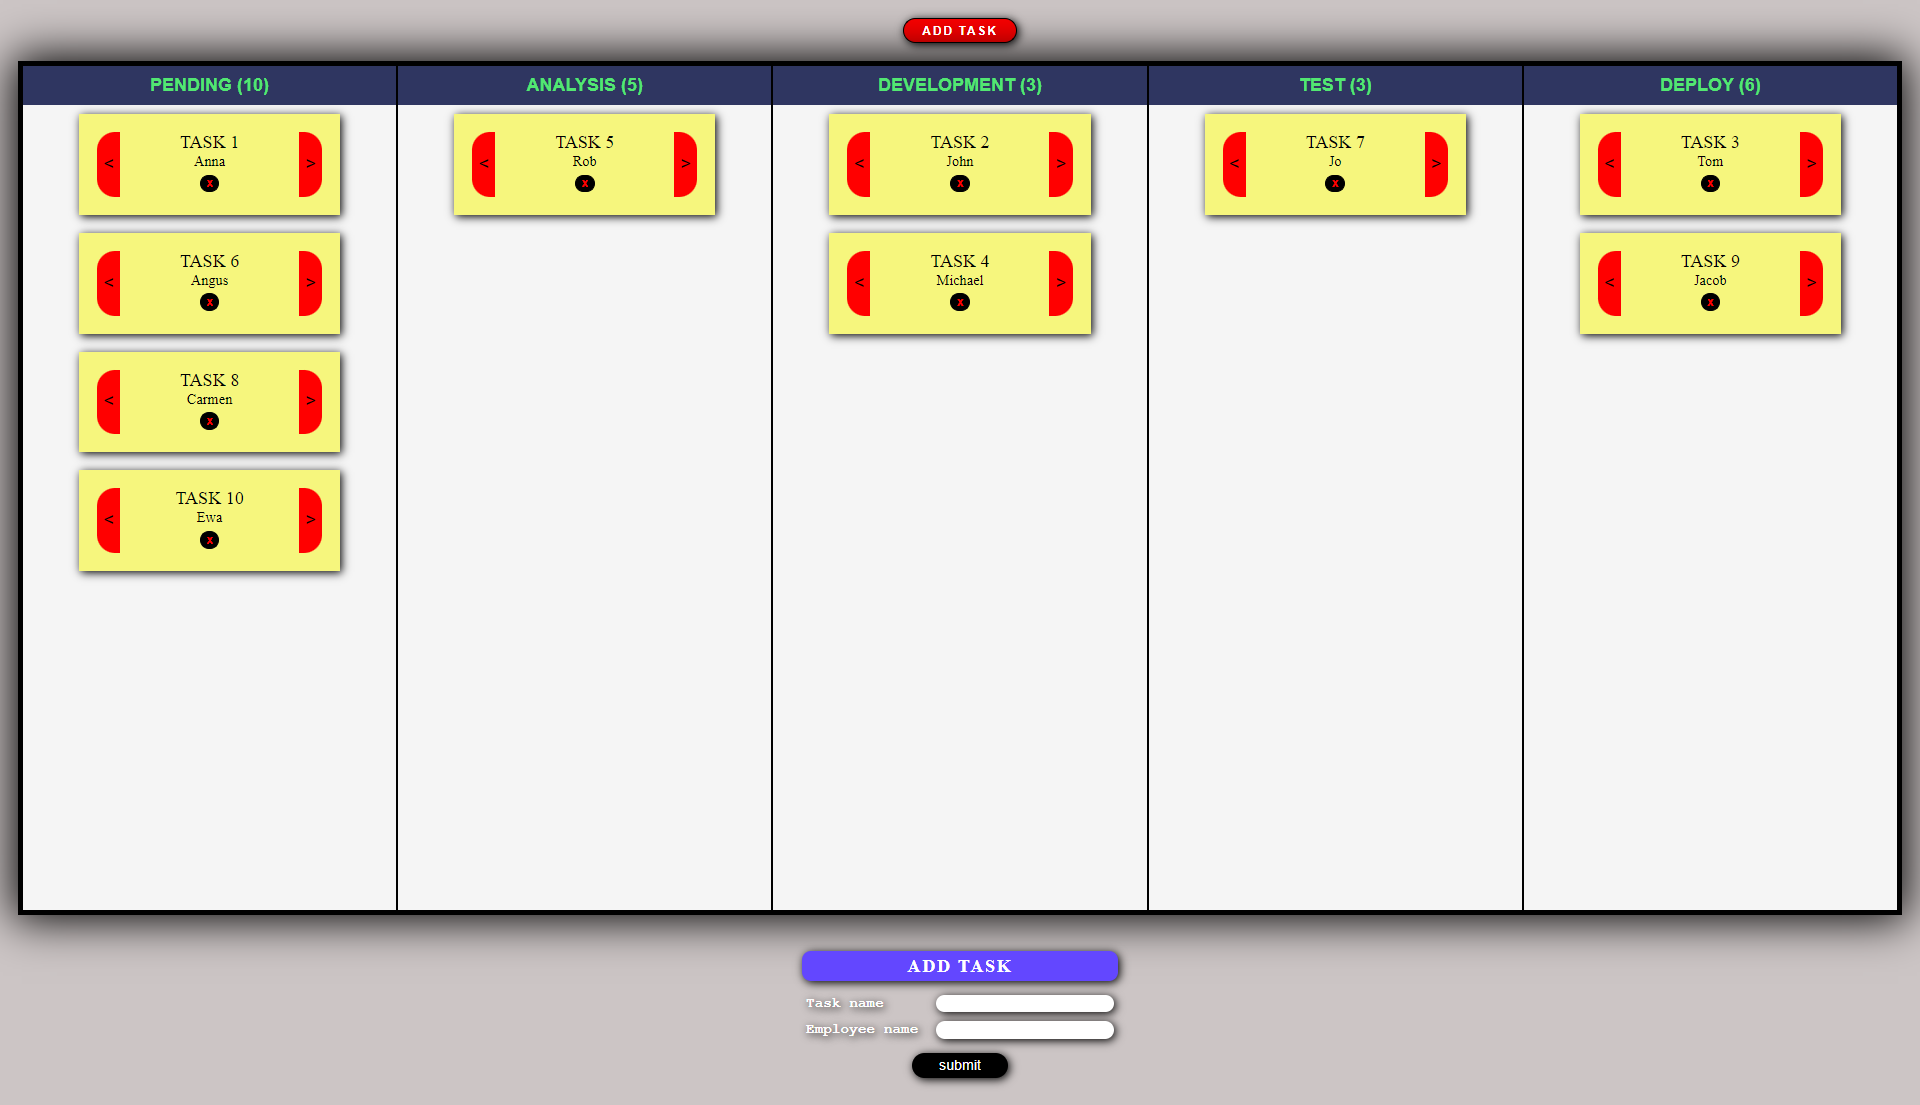 ADD TASK
PENDING (10)
< TASK 1 >
Anna
x
< TASK 6 >
Angus
x
< TASK 8 >
Carmen
x
< TASK 10 >
Ewa
x
ANALYSIS (5)
< TASK 5 >
Rob
x
DEVELOPMENT (3)
< TASK 2 >
John
x
< TASK 4 >
Michael
x
TEST (3)
< TASK 7 >
Jo
x
DEPLOY (6)
< TASK 3 >
Tom
x
< TASK 9 >
Jacob
x
ADD TASK
Task name
Employee name
submit